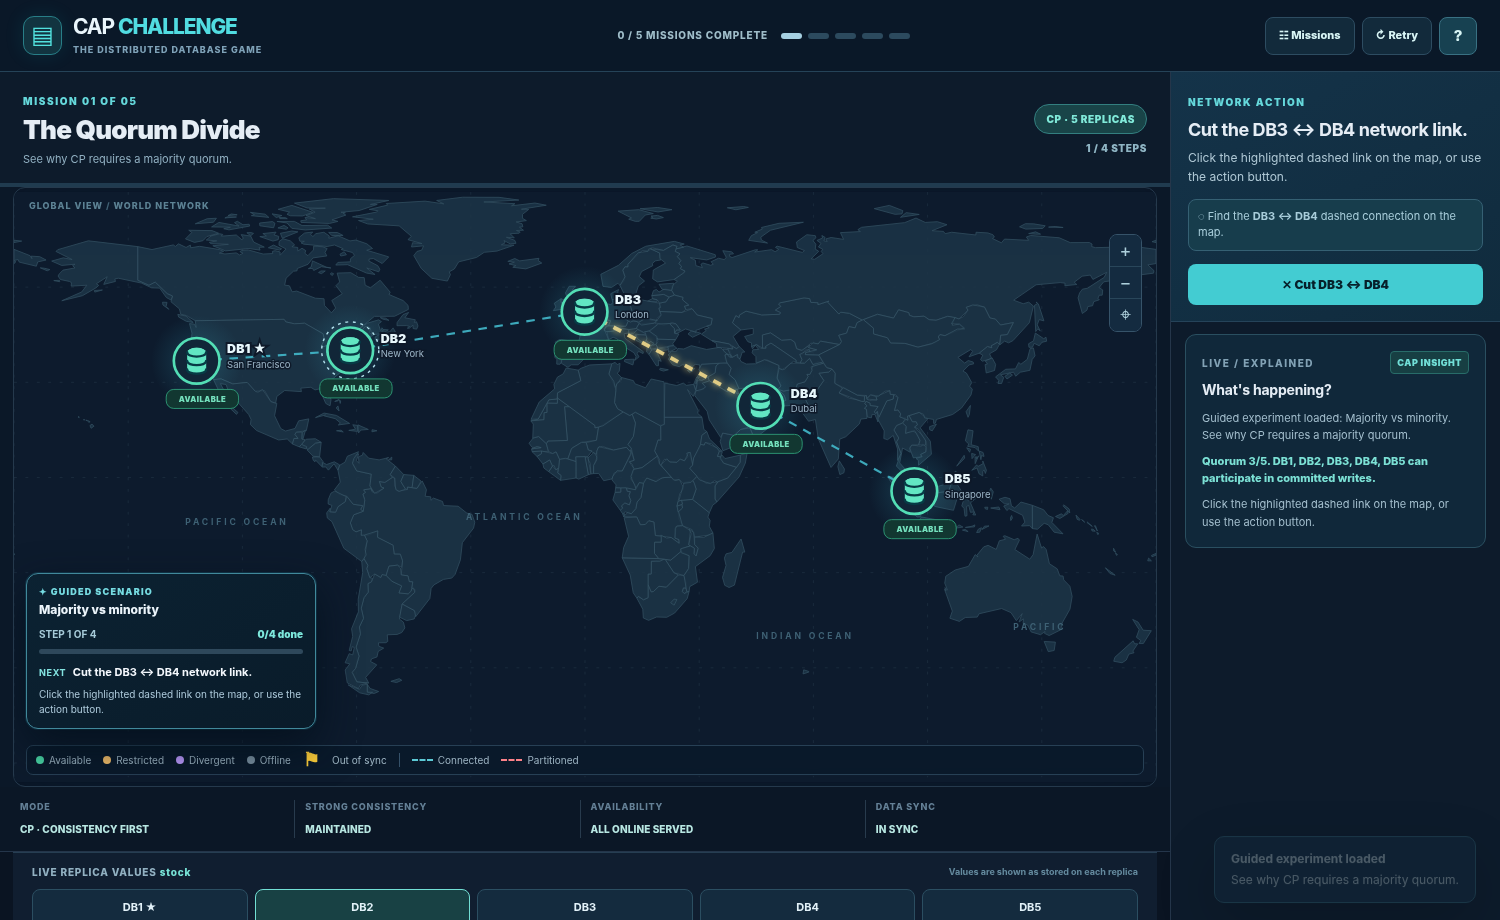 CAP CHALLENGE
THE DISTRIBUTED DATABASE GAME
0 / 5 MISSIONS COMPLETE
Missions
Retry
?
MISSION 01 OF 05
The Quorum Divide
See why CP requires a majority quorum.
CP · 5 REPLICAS
1 / 4 STEPS
GLOBAL VIEW / WORLD NETWORK
+
−
DB3
London
AVAILABLE
DB1 ★
San Francisco
AVAILABLE
DB2
New York
AVAILABLE
DB4
Dubai
AVAILABLE
DB5
Singapore
AVAILABLE
PACIFIC OCEAN
ATLANTIC OCEAN
INDIAN OCEAN
PACIFIC
✦ GUIDED SCENARIO
Majority vs minority
STEP 1 OF 4
0/4 done
NEXT Cut the DB3 ↔ DB4 network link.
Click the highlighted dashed link on the map, or use the
action button.
Available
Restricted
Divergent
Offline
Out of sync
Connected
Partitioned
MODE
CP · CONSISTENCY FIRST
STRONG CONSISTENCY
MAINTAINED
AVAILABILITY
ALL ONLINE SERVED
DATA SYNC
IN SYNC
LIVE REPLICA VALUES stock
Values are shown as stored on each replica
DB1 ★
DB2
DB3
DB4
DB5
NETWORK ACTION
Cut the DB3 ↔ DB4 network link.
Click the highlighted dashed link on the map, or use
the action button.
○ Find the DB3 ↔ DB4 dashed connection on the
map.
× Cut DB3 ↔ DB4
LIVE / EXPLAINED
CAP INSIGHT
What's happening?
Guided experiment loaded: Majority vs minority.
See why CP requires a majority quorum.
Quorum 3/5. DB1, DB2, DB3, DB4, DB5 can
participate in committed writes.
Click the highlighted dashed link on the map, or
use the action button.
Guided experiment loaded
See why CP requires a majority quorum.